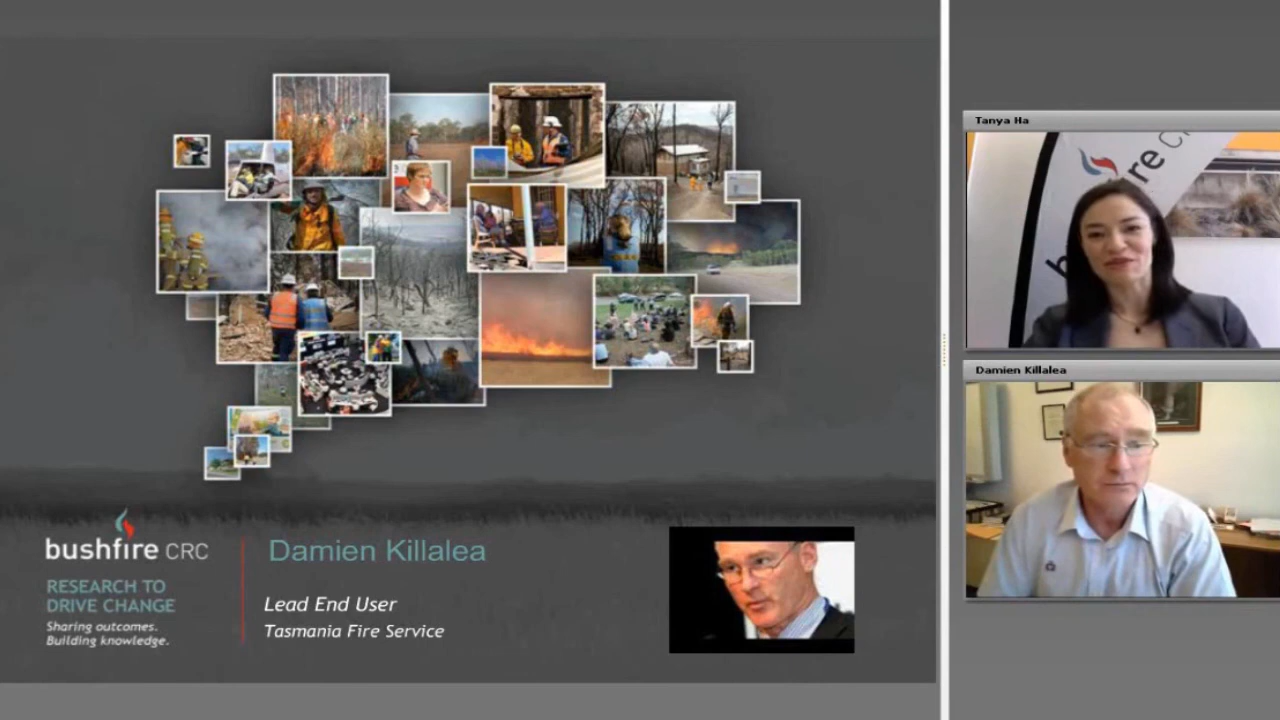 bushfire CRC
RESEARCH TO
DRIVE CHANGE
Sharing outcomes.
Building knowledge.
Damien Killalea
Lead End User
Tasmania Fire Service
Tanya Ha
Damien Killalea